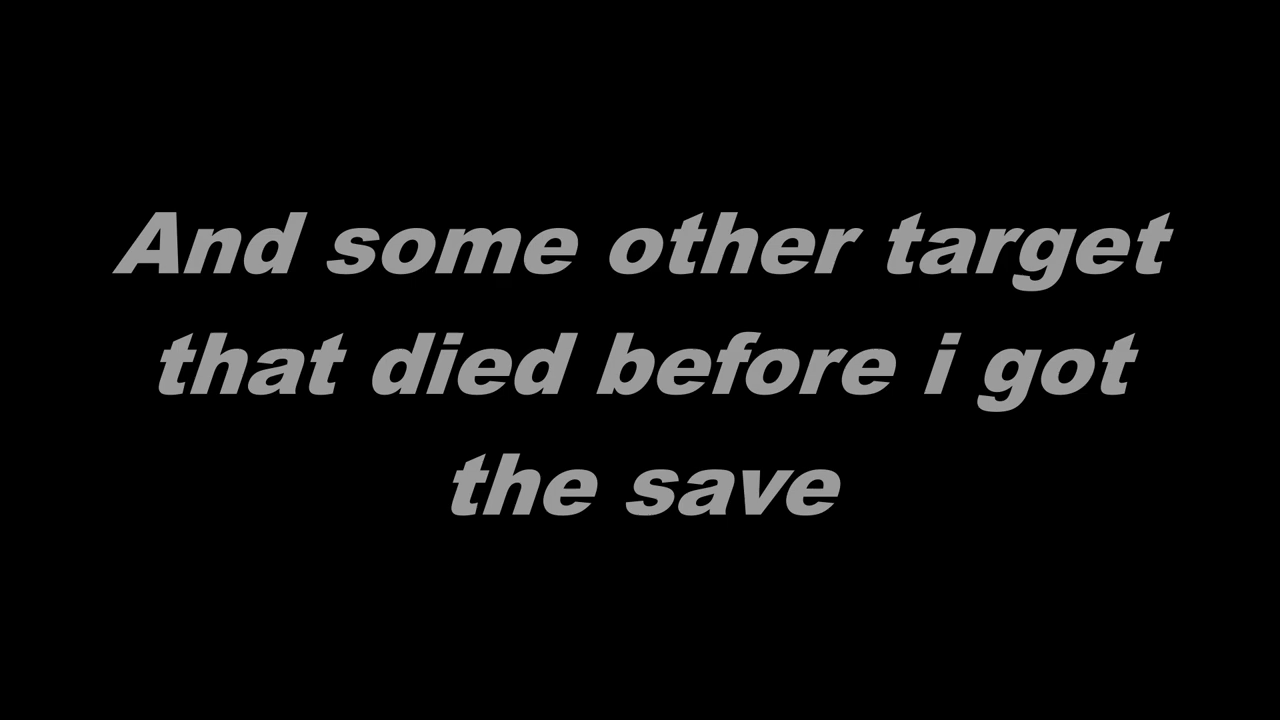 And some other target
that died before i got
the save